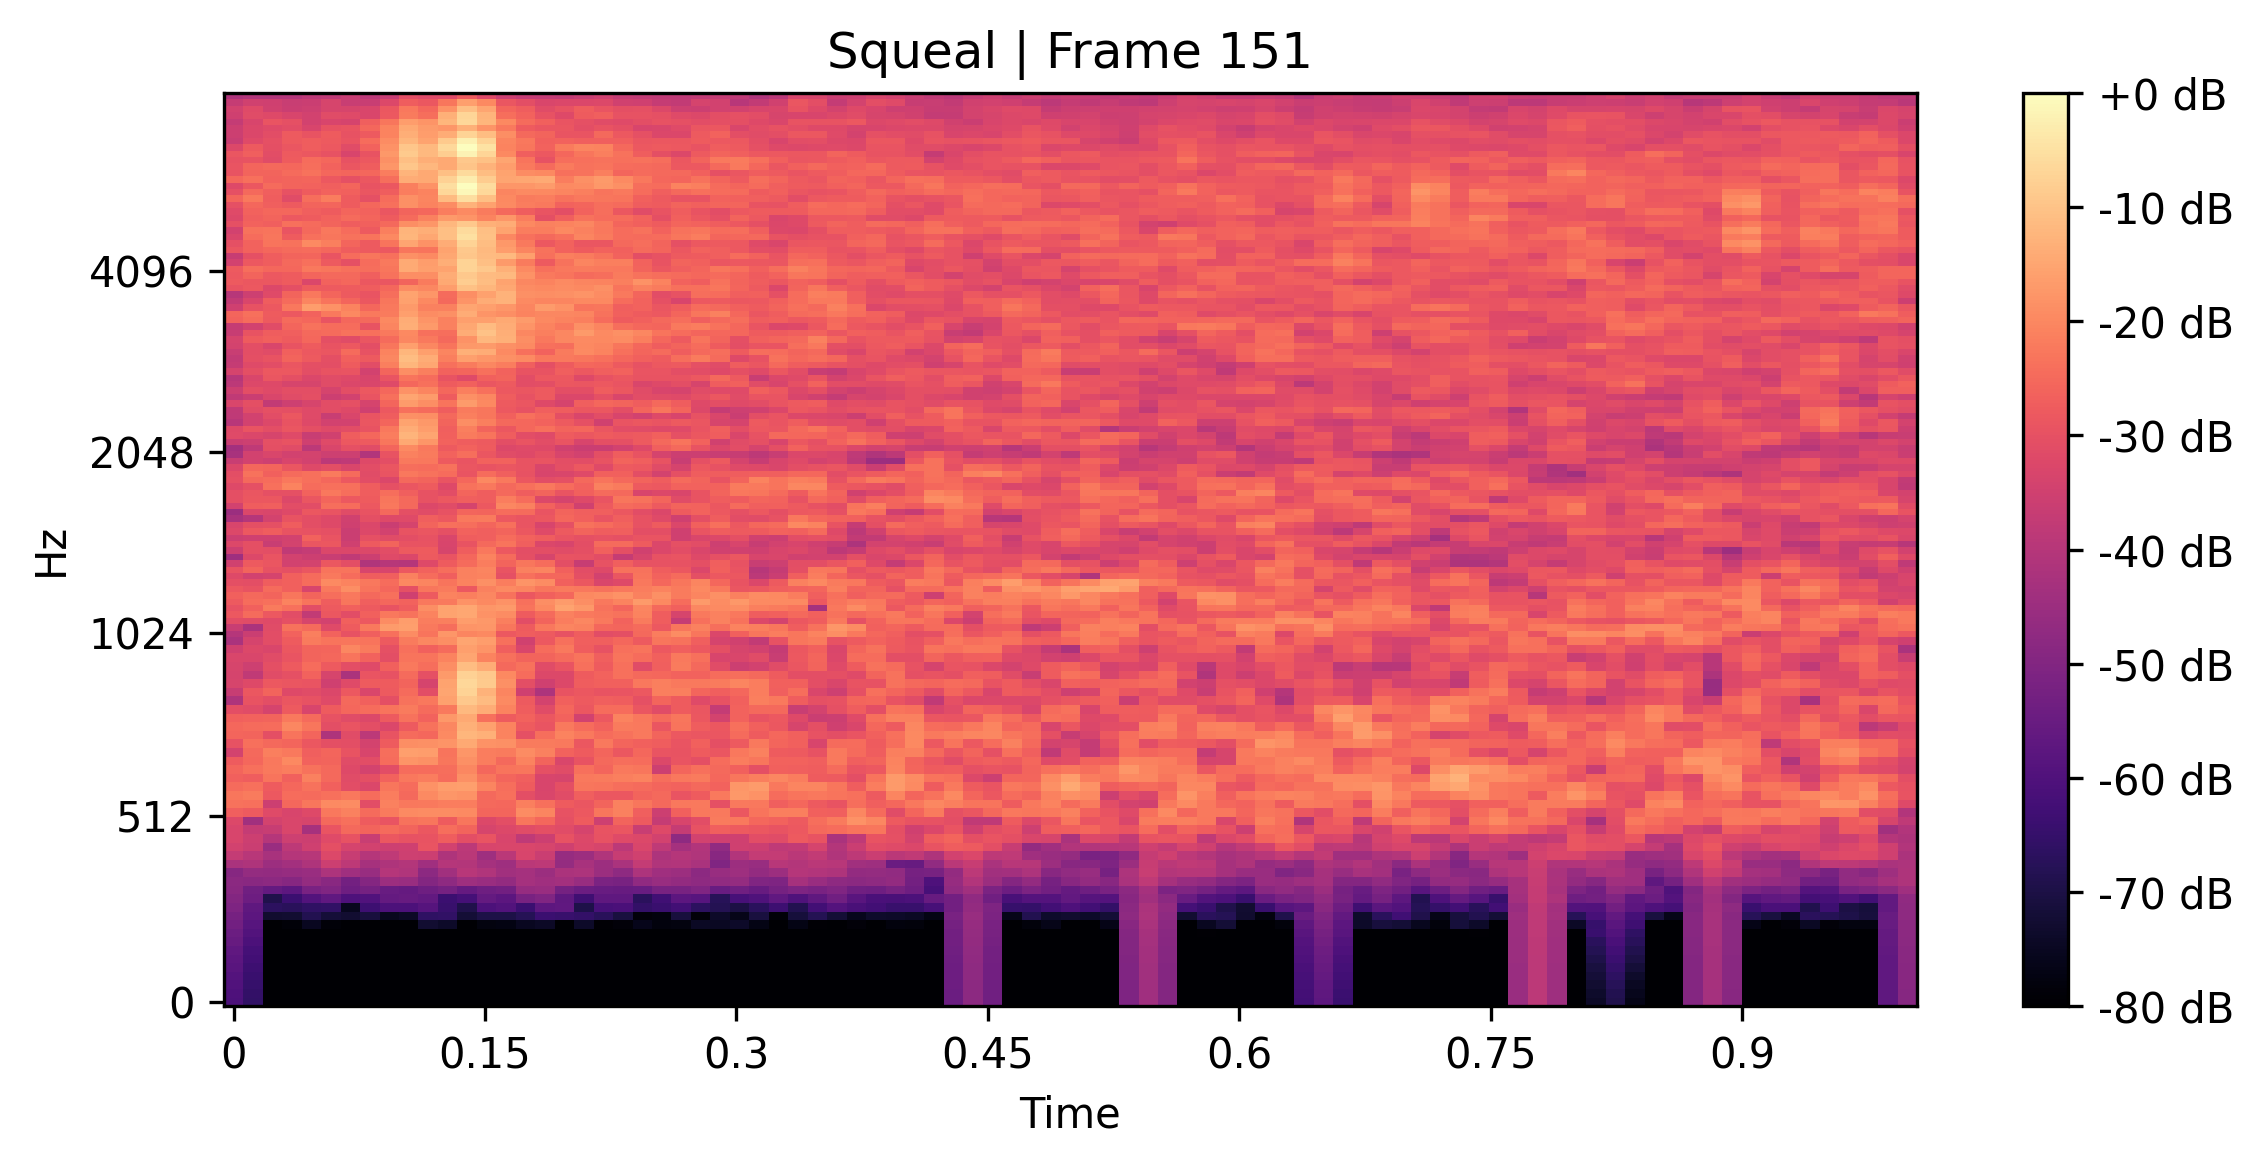 Squeal | Frame 151
+0 dB
-10 dB
-20 dB
-30 dB
-40 dB
-50 dB
-60 dB
-70 dB
-80 dB
Hz
4096
2048
1024
512
0
0 0.15 0.3 0.45 0.6 0.75 0.9
Time